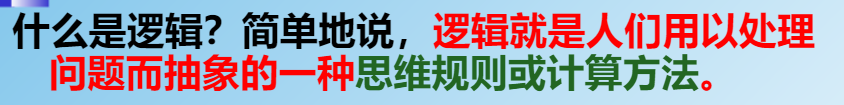 什么是逻辑？简单地说，逻辑就是人们用以处理
问题而抽象的一种思维规则或计算方法。